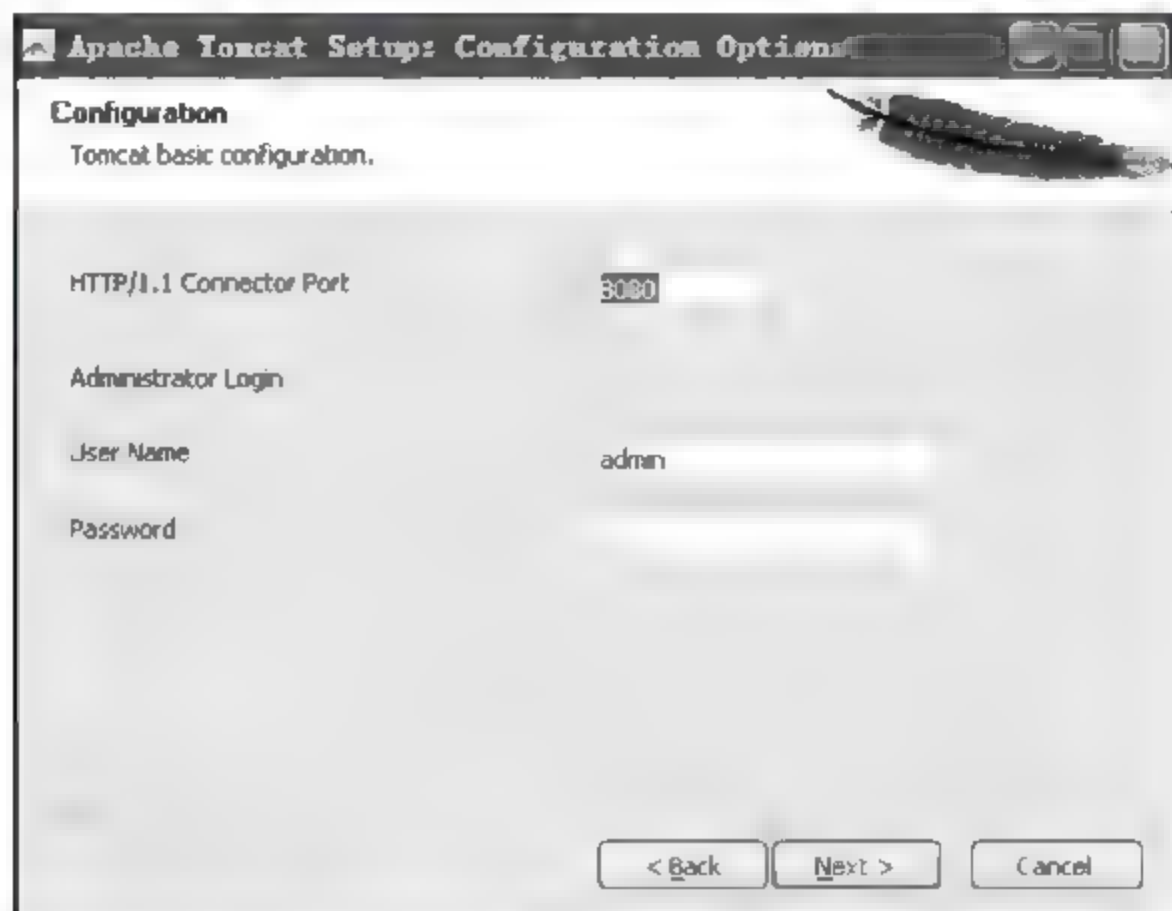 Apache Tomcat Setup: Configuration Options
Configuration
Tomcat basic configuration.
HTTP/1.1 Connector Port
8080
Administrator Login
User Name
admin
Password
< Back
Next >
Cancel